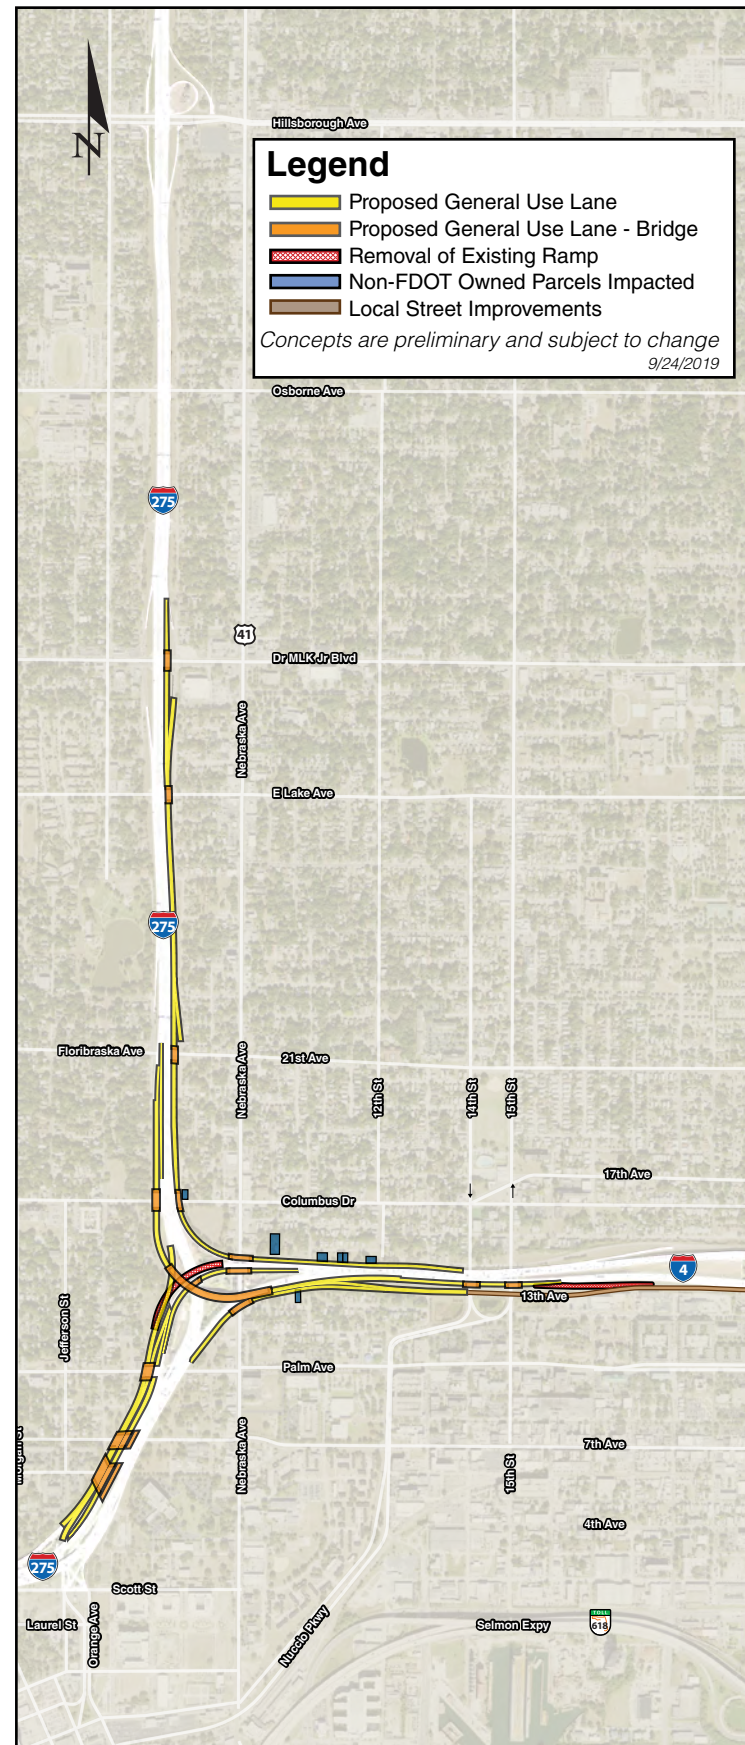 N
Hillsborough Ave
Legend
Proposed General Use Lane
Proposed General Use Lane - Bridge
Removal of Existing Ramp
Non-FDOT Owned Parcels Impacted
Local Street Improvements
Concepts are preliminary and subject to change
9/24/2019
Osborne Ave
275
41
Dr MLK Jr Blvd
Nebraska Ave
E Lake Ave
275
Floribraska Ave
21st Ave
Nebraska Ave
12th St
14th St
15th St
17th Ave
Columbus Dr
4
13th Ave
Jefferson St
Palm Ave
Nebraska Ave
7th Ave
15th St
4th Ave
275
Scott St
Laurel St
Orange Ave
Nuccio Pkwy
Selmon Expy
TOLL
618